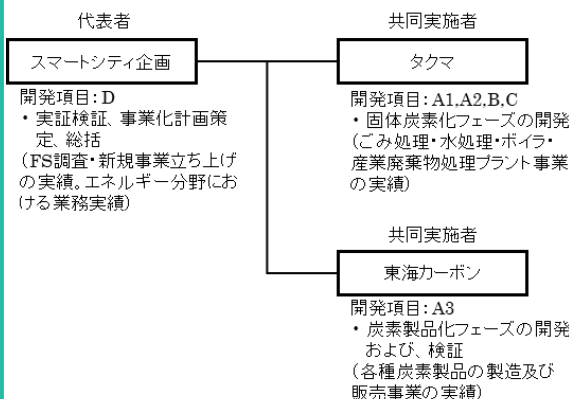 代表者
スマートシティ企画
開発項目：D
・実証検証、事業化計画策
定、総括
（FS調査・新規事業立ち上げ
の実績。エネルギー分野にお
ける業務実績）
共同実施者
タクマ
開発項目：A1,A2,B,C
・固体炭素化フェーズの開発
（ごみ処理・水処理・ボイラ・
産業廃棄物処理プラント事業
の実績）
共同実施者
東海カーボン
開発項目：A3
・炭素製品化フェーズの開発
および、検証
（各種炭素製品の製造及び
販売事業の実績）